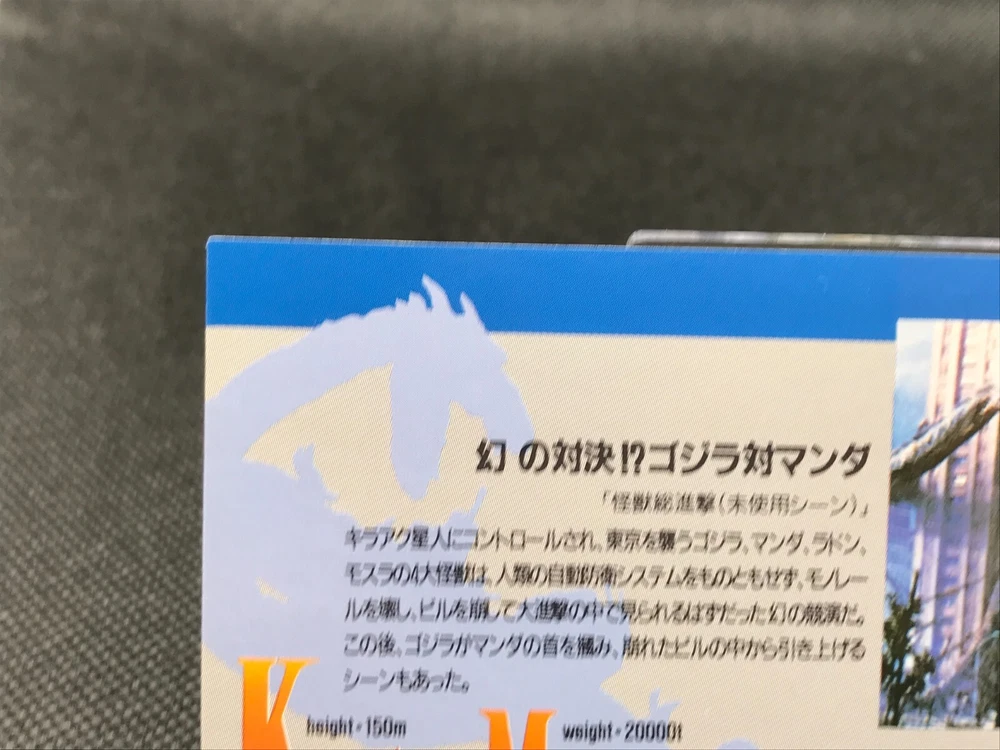 幻の対決!?ゴジラ対マンダ
「怪獣総進撃(未使用シーン)」
キラアク星人にコントロールされ、東京を襲うゴジラ、マンダ、ラドン、
モスラの4大怪獣は、人類の自動防衛システムをものともせず、モノレー
ルを壊し、ビルを崩して大進撃の中で見られるはずだった幻の競演だ。
この後、ゴジラがマンダの首を掴み、崩れたビルの中から引き上げる
シーンもあった。
K height・150m M weight・20000t